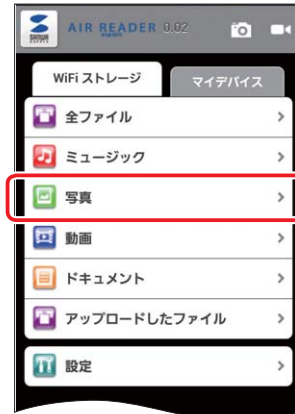 SANWA SUPPLY
AIR READER 0.02
WiFi ストレージ
マイデバイス
全ファイル
ミュージック
写真
動画
ドキュメント
アップロードしたファイル
設定